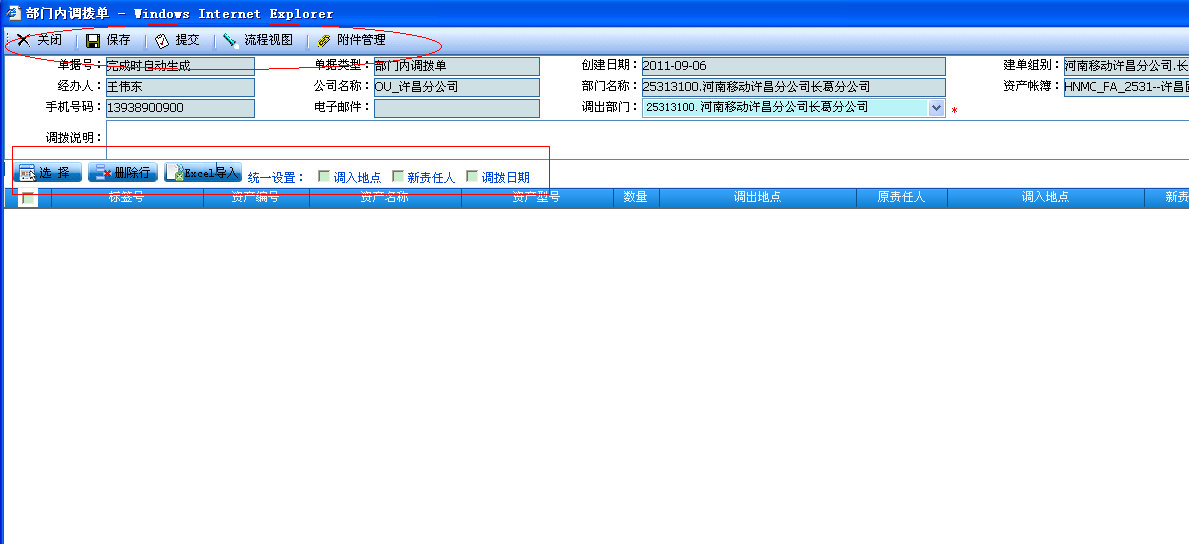 部门内调拨单 - Windows Internet Explorer
关闭 保存 提交 流程视图 附件管理
单据号： 完成时自动生成 单据类型： 部门内调拨单 创建日期： 2011-09-06 建单组别： 河南移动许昌分公司.长
经办人： 王伟东 公司名称： OU_许昌分公司 部门名称： 25313100.河南移动许昌分公司长葛分公司 资产帐簿： HNMC_FA_2531--许昌
手机号码： 13938900900 电子邮件： 调出部门： 25313100. 河南移动许昌分公司长葛分公司 *
调拨说明：
选 择 删除行 Excel导入 统一设置： 调入地点 新责任人 调拨日期
标签号 资产编号 资产名称 资产型号 数量 调出地点 原责任人 调入地点 新责